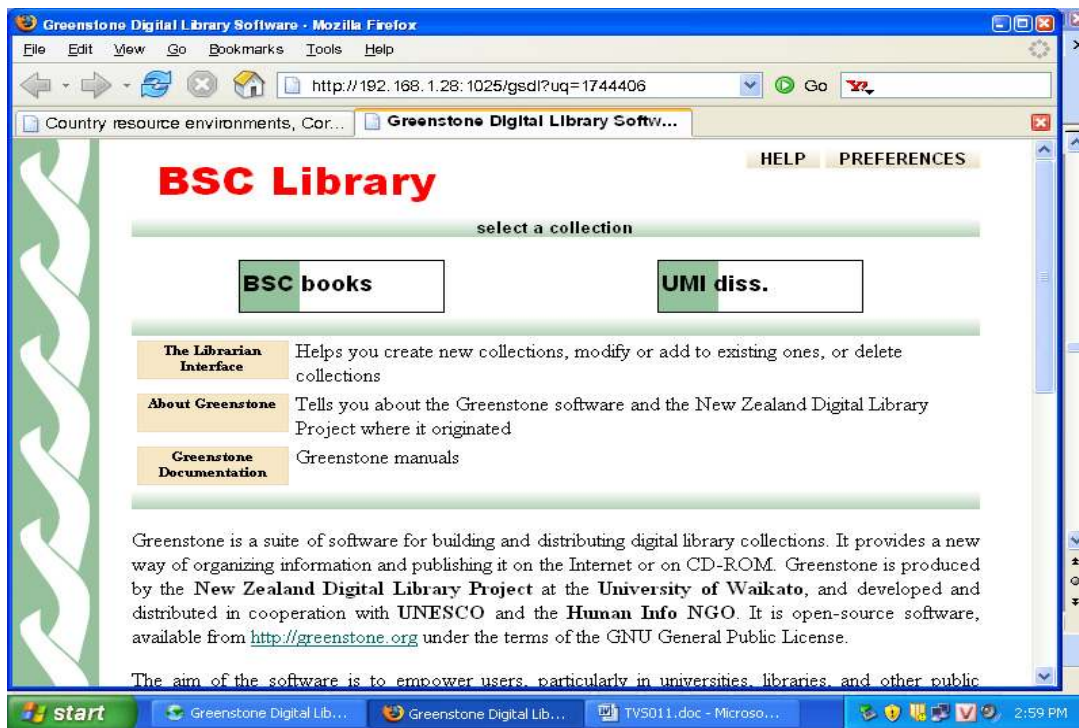 Greenstone Digital Library Software - Mozilla Firefox
File Edit View Go Bookmarks Tools Help
http://192.168.1.28:1025/gsdl?uq=1744406 Go
Country resource environments, Cor... Greenstone Digital Library Softw...
HELP PREFERENCES
BSC Library
select a collection
BSC books UMI diss.
The Librarian Interface Helps you create new collections, modify or add to existing ones, or delete
collections
About Greenstone Tells you about the Greenstone software and the New Zealand Digital Library
Project where it originated
Greenstone Documentation Greenstone manuals
Greenstone is a suite of software for building and distributing digital library collections. It provides a new
way of organizing information and publishing it on the Internet or on CD-ROM. Greenstone is produced
by the New Zealand Digital Library Project at the University of Waikato, and developed and
distributed in cooperation with UNESCO and the Human Info NGO. It is open-source software,
available from http://greenstone.org under the terms of the GNU General Public License.
The aim of the software is to empower users, particularly in universities, libraries, and other public
start Greenstone Digital Lib... Greenstone Digital Lib... TVS011.doc - Microso... 2:59 PM